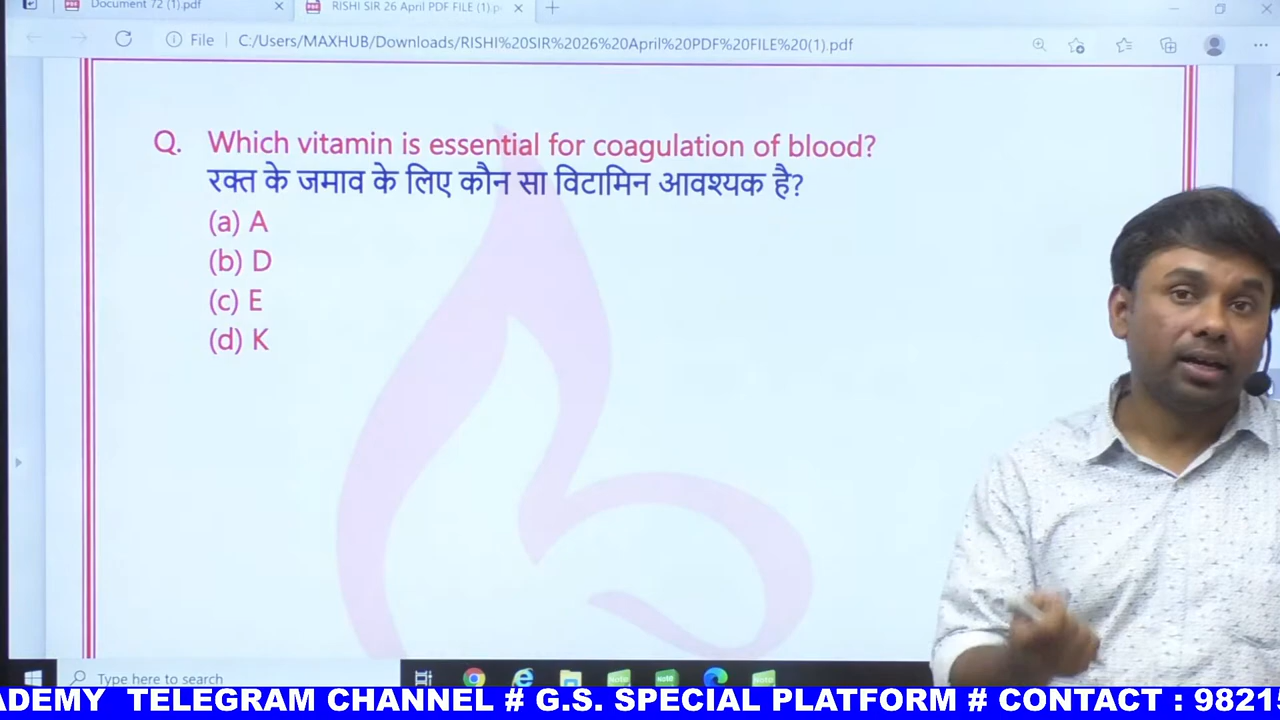 Document 72 (1).pdf
RISHI SIR 26 April PDF FILE (1).p
File
C:/Users/MAXHUB/Downloads/RISHI%20SIR%2026%20April%20PDF%20FILE%20(1).pdf
Q. Which vitamin is essential for coagulation of blood?
रक्त के जमाव के लिए कौन सा विटामिन आवश्यक है?
(a) A
(b) D
(c) E
(d) K
Type here to search
ADEMY TELEGRAM CHANNEL # G.S. SPECIAL PLATFORM # CONTACT : 9821